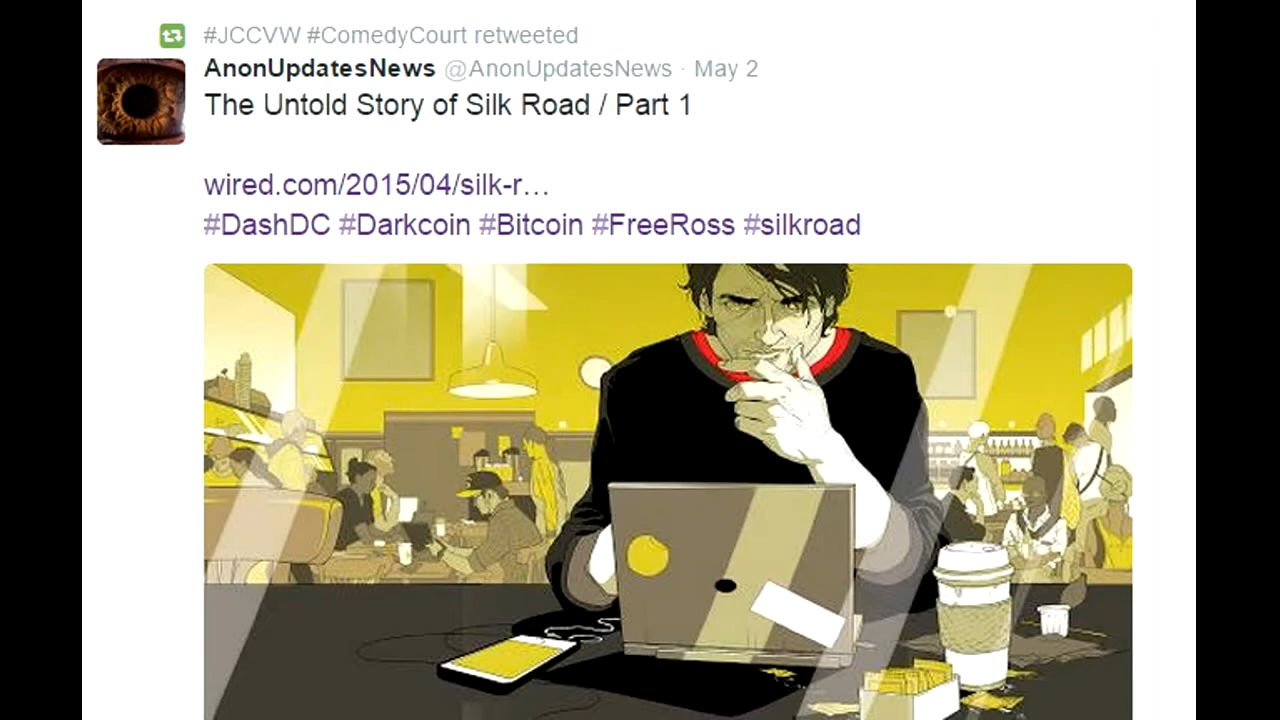 #JCCVW #ComedyCourt retweeted
AnonUpdatesNews @AnonUpdatesNews · May 2
The Untold Story of Silk Road / Part 1
wired.com/2015/04/silk-r…
#DashDC #Darkcoin #Bitcoin #FreeRoss #silkroad